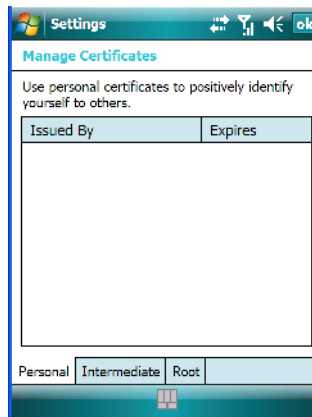 Settings
ok
Manage Certificates
Use personal certificates to positively identify
yourself to others.
Issued By Expires
Personal Intermediate Root